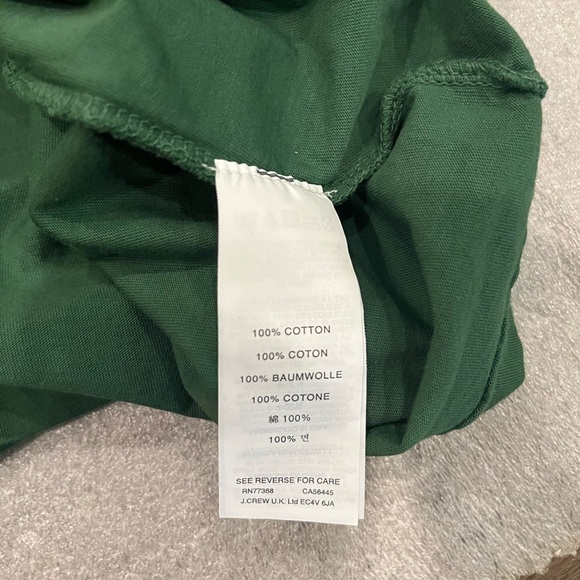 100% COTTON
100% COTON
100% BAUMWOLLE
100% COTONE
綿 100%
100% 면
SEE REVERSE FOR CARE
RN77388 CA56445
J.CREW U.K. Ltd EC4V 6JA